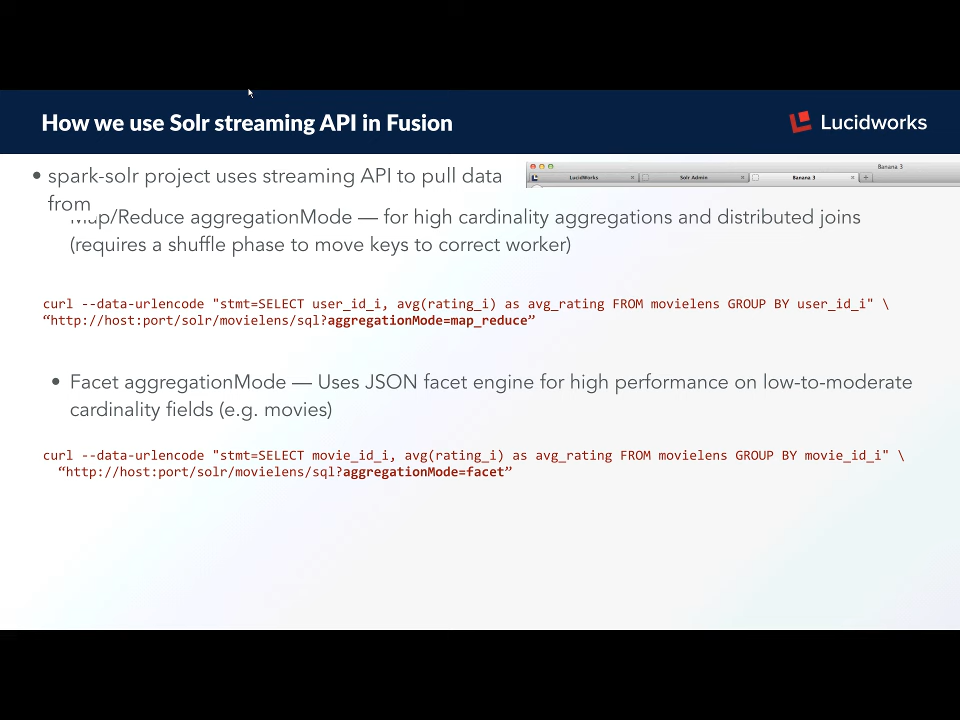 How we use Solr streaming API in Fusion
Lucidworks
• spark-solr project uses streaming API to pull data
from
LucidWorks
Solr Admin
Banana 3
Banana 3
Map/Reduce aggregationMode — for high cardinality aggregations and distributed joins
(requires a shuffle phase to move keys to correct worker)
curl --data-urlencode "stmt=SELECT user_id_i, avg(rating_i) as avg_rating FROM movielens GROUP BY user_id_i" \
“http://host:port/solr/movielens/sql?aggregationMode=map_reduce”
• Facet aggregationMode — Uses JSON facet engine for high performance on low-to-moderate
cardinality fields (e.g. movies)
curl --data-urlencode "stmt=SELECT movie_id_i, avg(rating_i) as avg_rating FROM movielens GROUP BY movie_id_i" \
“http://host:port/solr/movielens/sql?aggregationMode=facet”